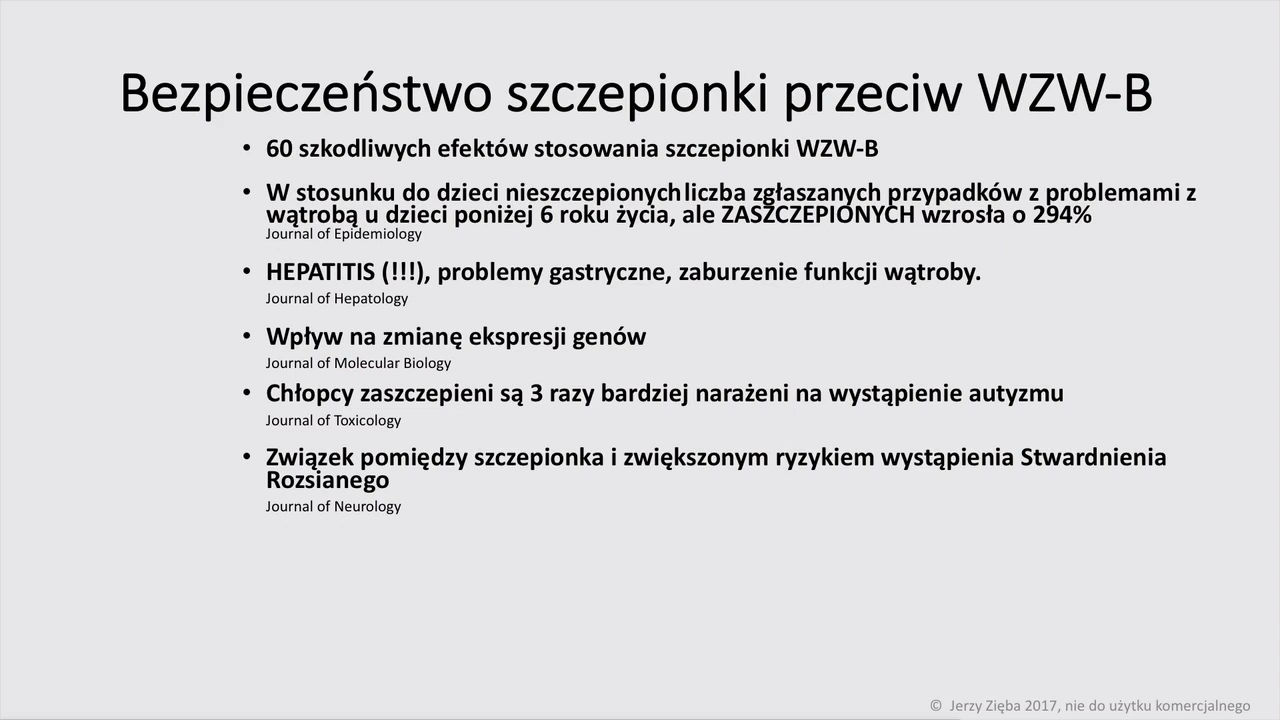 Bezpieczeństwo szczepionki przeciw WZW-B
• 60 szkodliwych efektów stosowania szczepionki WZW-B
• W stosunku do dzieci nieszczepionych liczba zgłaszanych przypadków z problemami z
wątrobą u dzieci poniżej 6 roku życia, ale ZASZCZEPIONYCH wzrosła o 294%
Journal of Epidemiology
• HEPATITIS (!!!), problemy gastryczne, zaburzenie funkcji wątroby.
Journal of Hepatology
• Wpływ na zmianę ekspresji genów
Journal of Molecular Biology
• Chłopcy zaszczepieni są 3 razy bardziej narażeni na wystąpienie autyzmu
Journal of Toxicology
• Związek pomiędzy szczepionka i zwiększonym ryzykiem wystąpienia Stwardnienia
Rozsianego
Journal of Neurology
© Jerzy Zięba 2017, nie do użytku komercjalnego